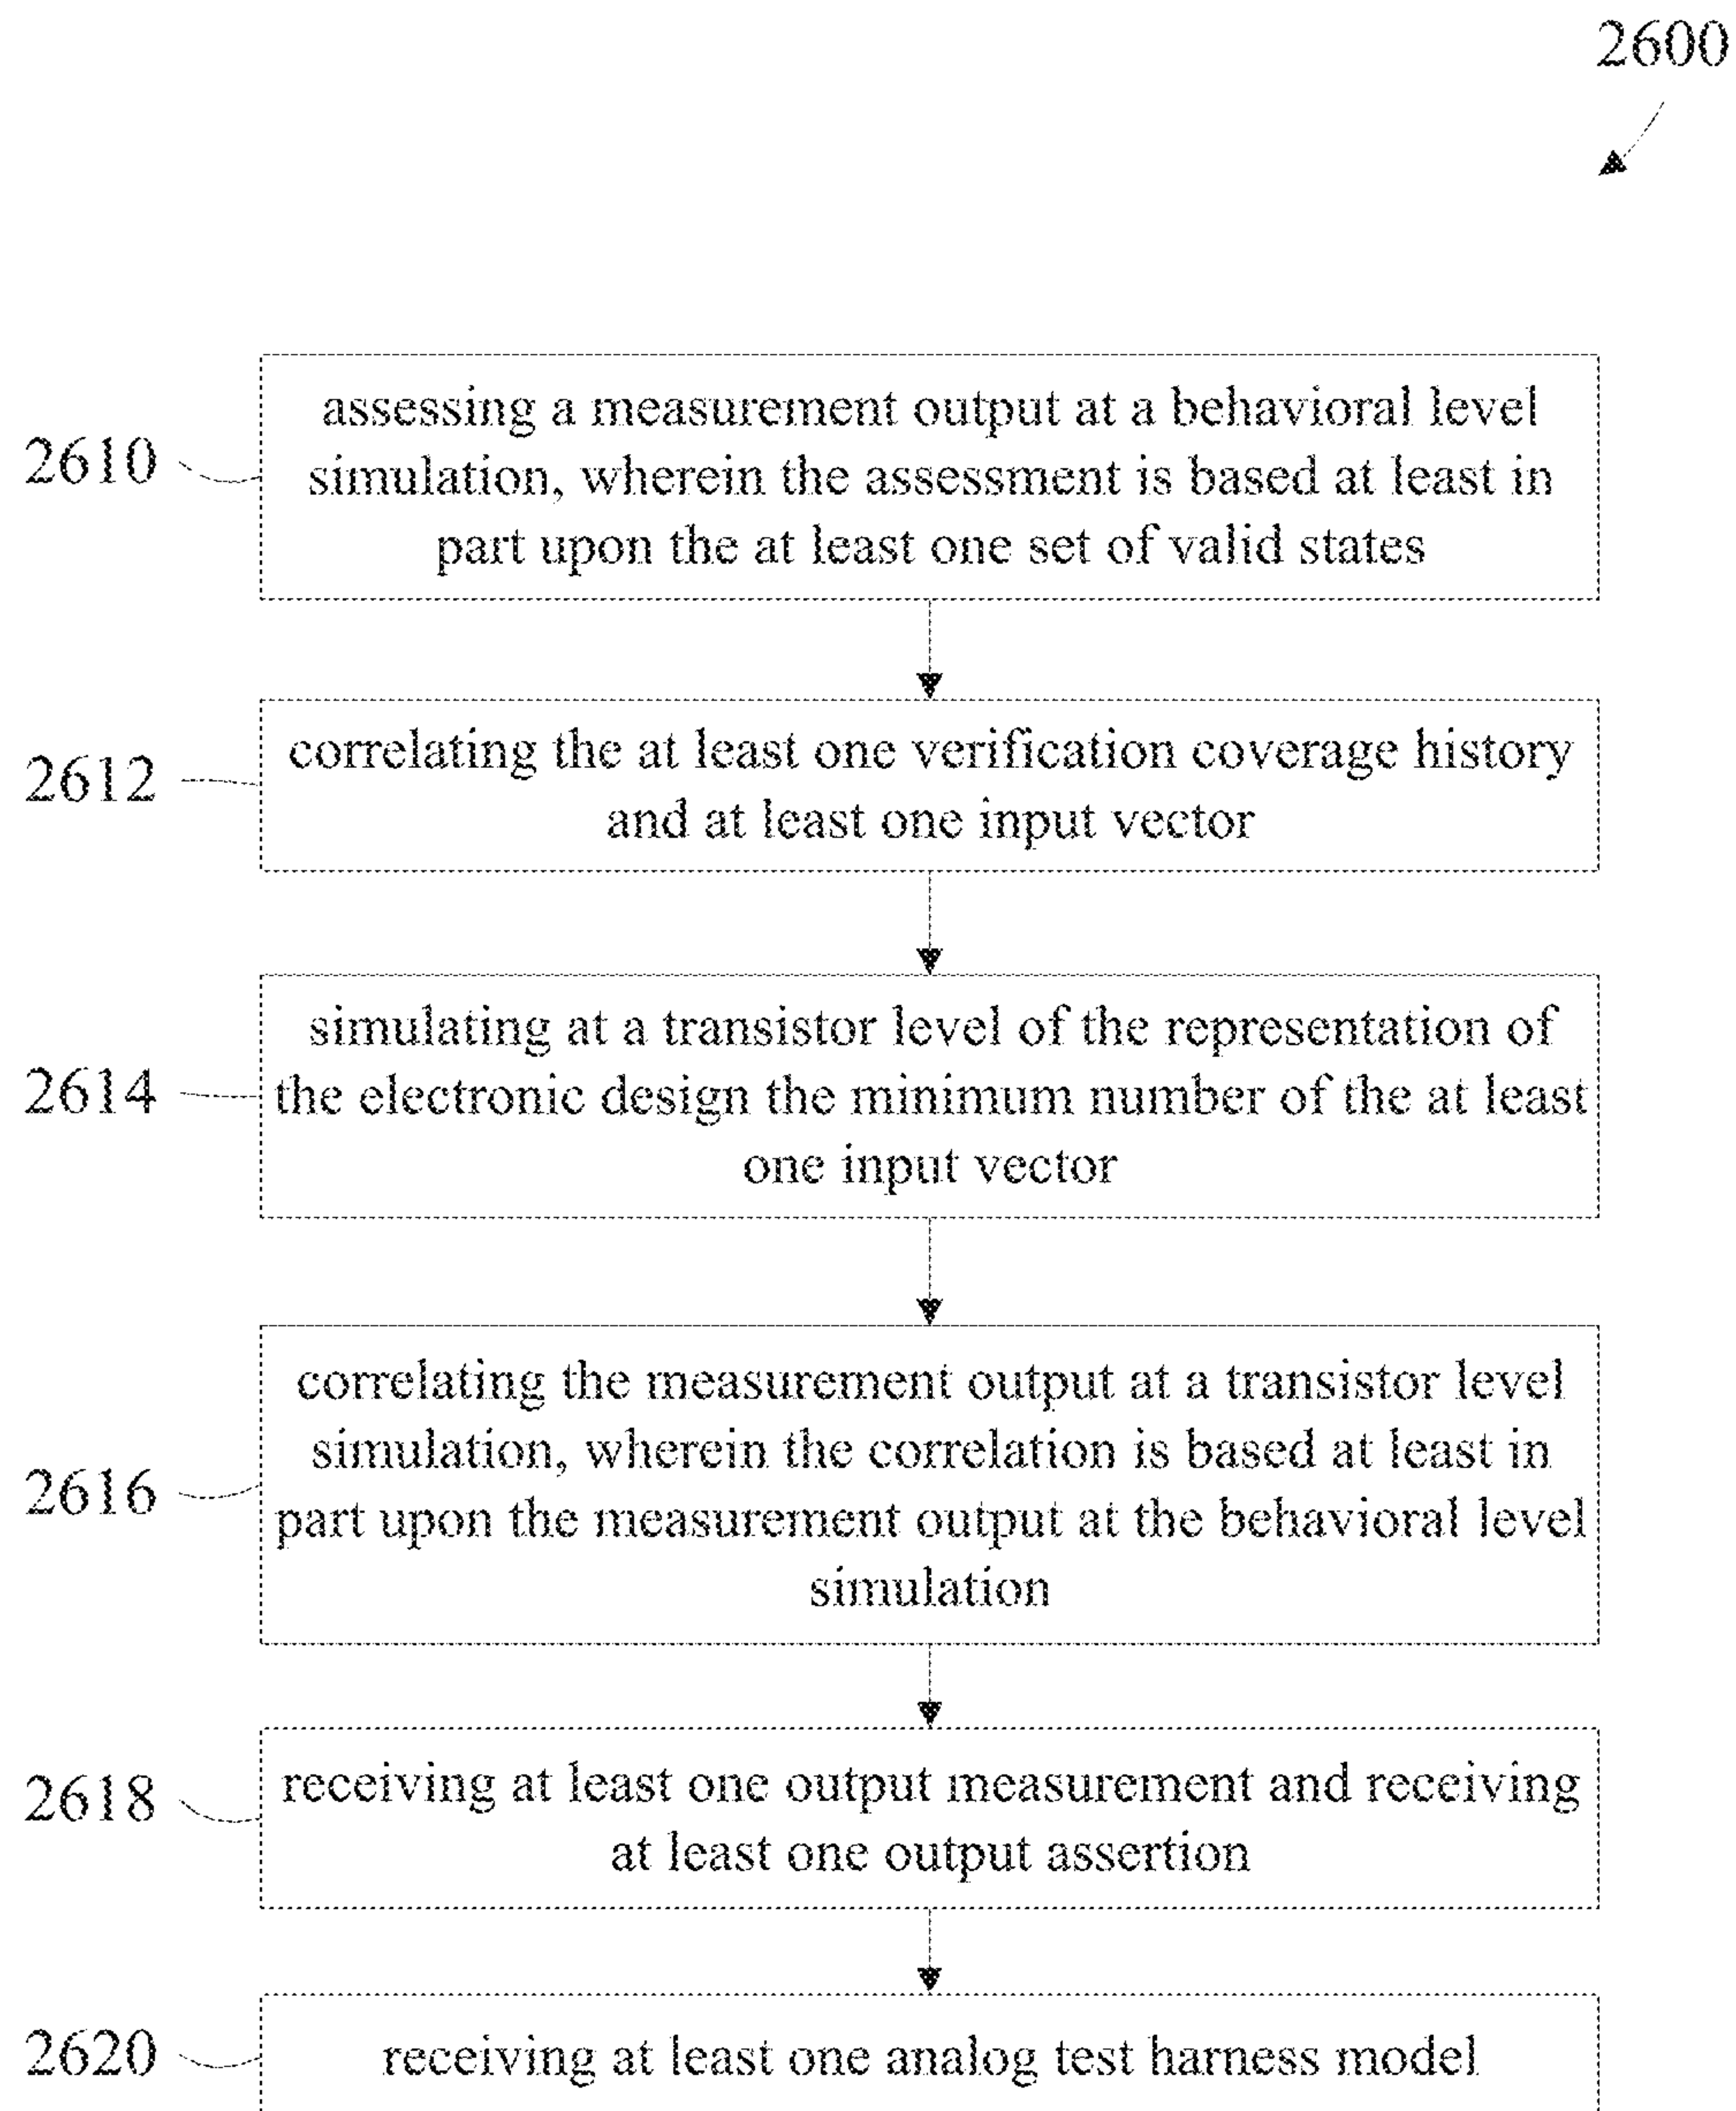 2600
2610
assessing a measurement output at a behavioral level
simulation, wherein the assessment is based at least in
part upon the at least one set of valid states
2612
correlating the at least one verification coverage history
and at least one input vector
2614
simulating at a transistor level of the representation of
the electronic design the minimum number of the at least
one input vector
2616
correlating the measurement output at a transistor level
simulation, wherein the correlation is based at least in
part upon the measurement output at the behavioral level
simulation
2618
receiving at least one output measurement and receiving
at least one output assertion
2620
receiving at least one analog test harness model